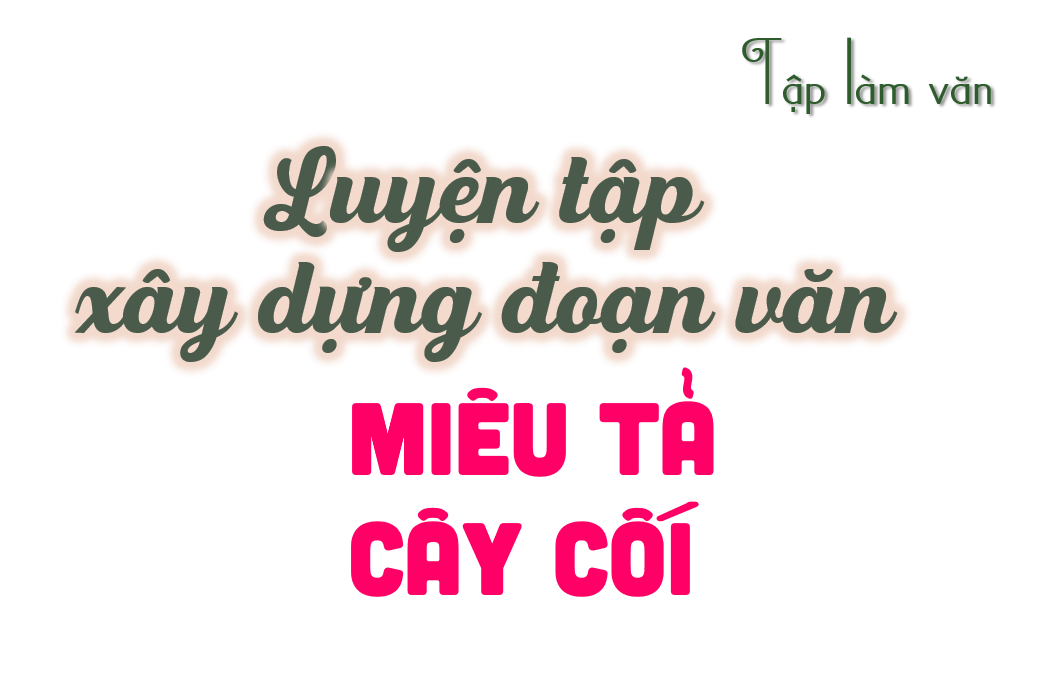 Tập làm văn
Luyện tập
xây dựng đoạn văn
MIÊU TẢ
CÂY CỐI